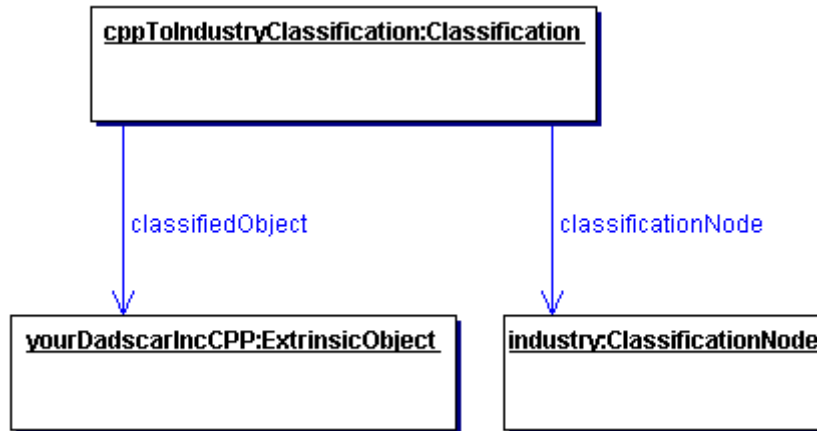 cppToIndustryClassification:Classification
classifiedObject
classificationNode
yourDadscarIncCPP:ExtrinsicObject
industry:ClassificationNode